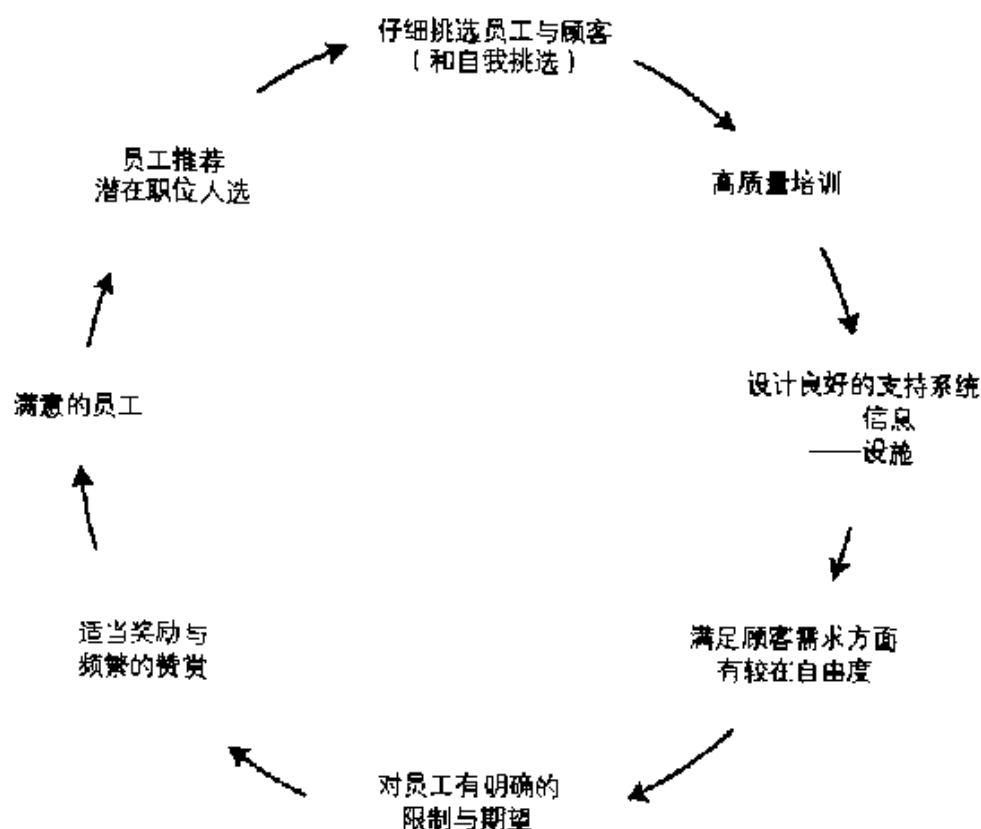 仔细挑选员工与顾客
（和自我挑选）
高质量培训
设计良好的支持系统
信息
——设施
满足顾客需求方面
有较在自由度
对员工有明确的
限制与期望
适当奖励与
频繁的赞赏
满意的员工
员工推荐
潜在职位人选